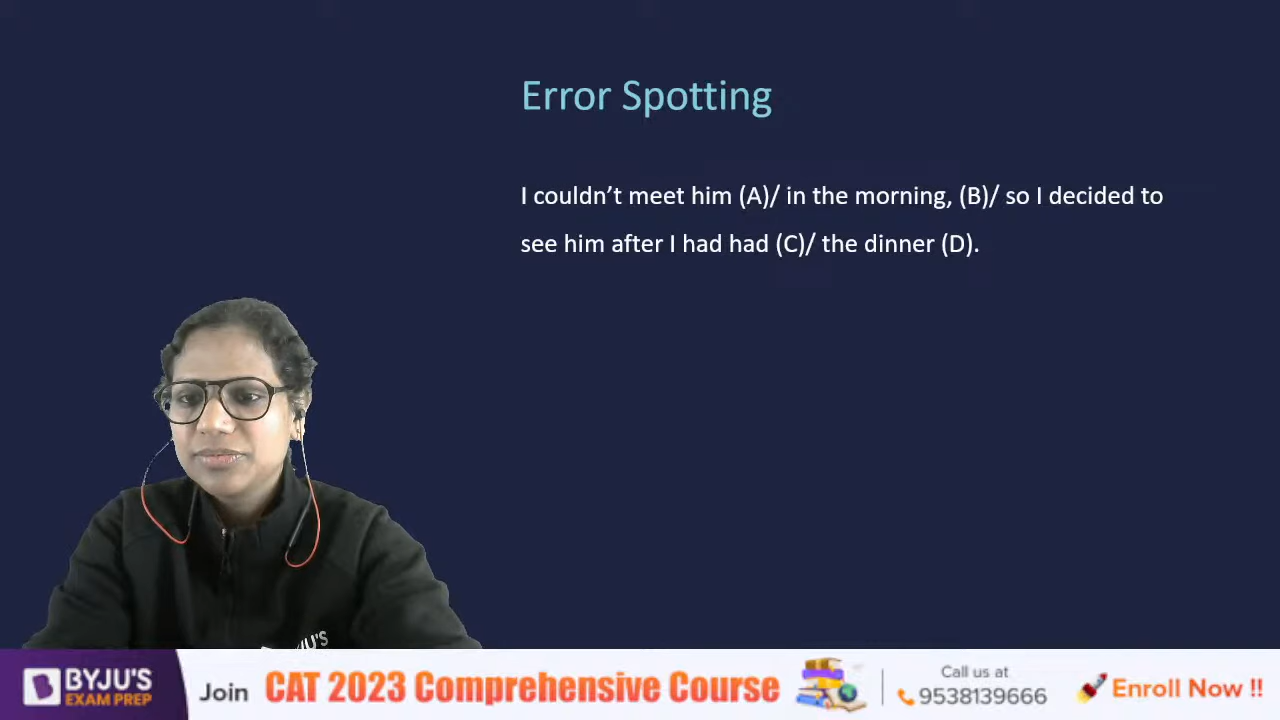 Error Spotting
I couldn’t meet him (A)/ in the morning, (B)/ so I decided to
see him after I had had (C)/ the dinner (D).
BYJU'S
EXAM PREP
Join CAT 2023 Comprehensive Course
Call us at
9538139666
Enroll Now !!